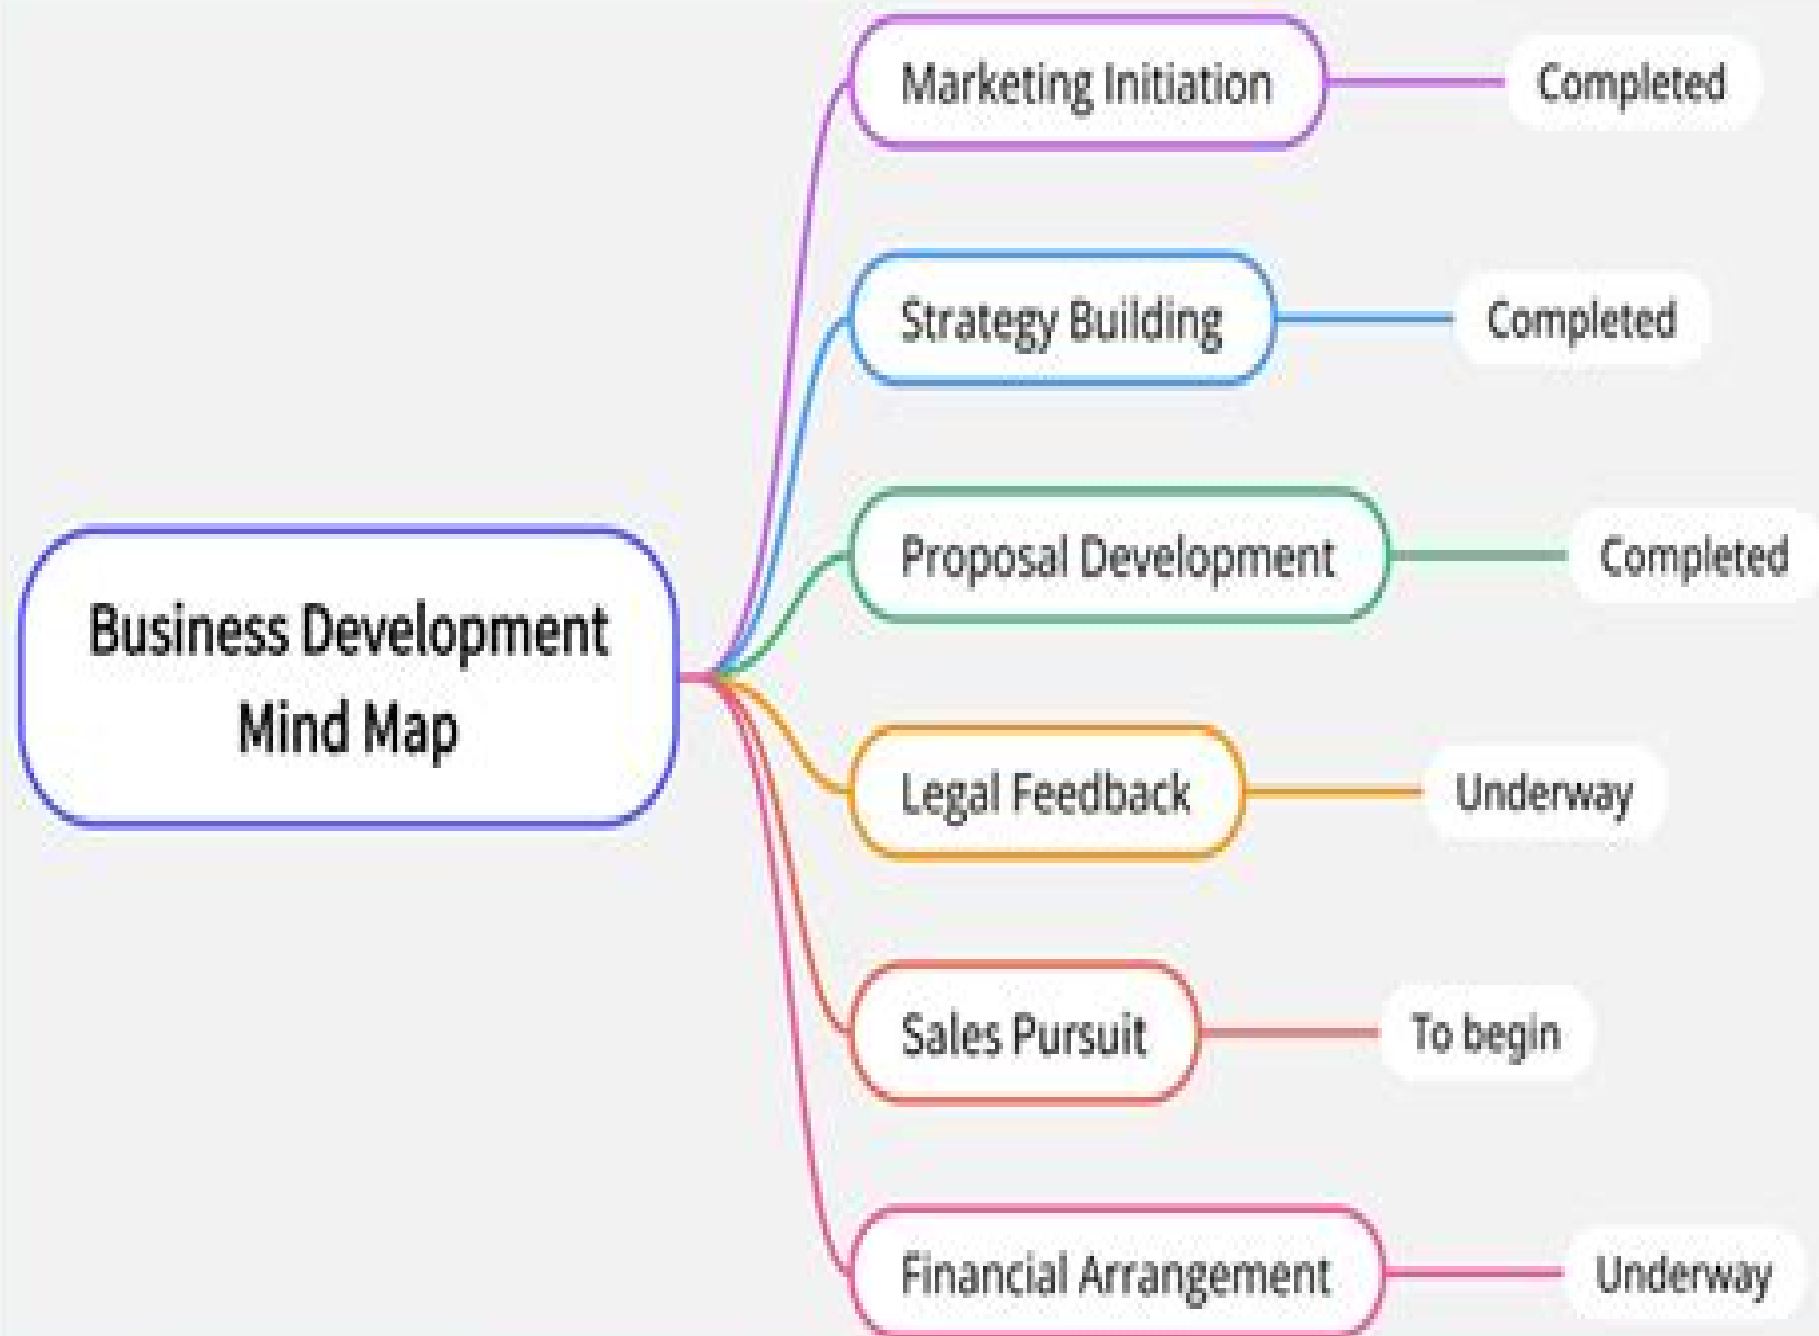 Business Development
Mind Map
Marketing Initiation
Completed
Strategy Building
Completed
Proposal Development
Completed
Legal Feedback
Underway
Sales Pursuit
To begin
Financial Arrangement
Underway